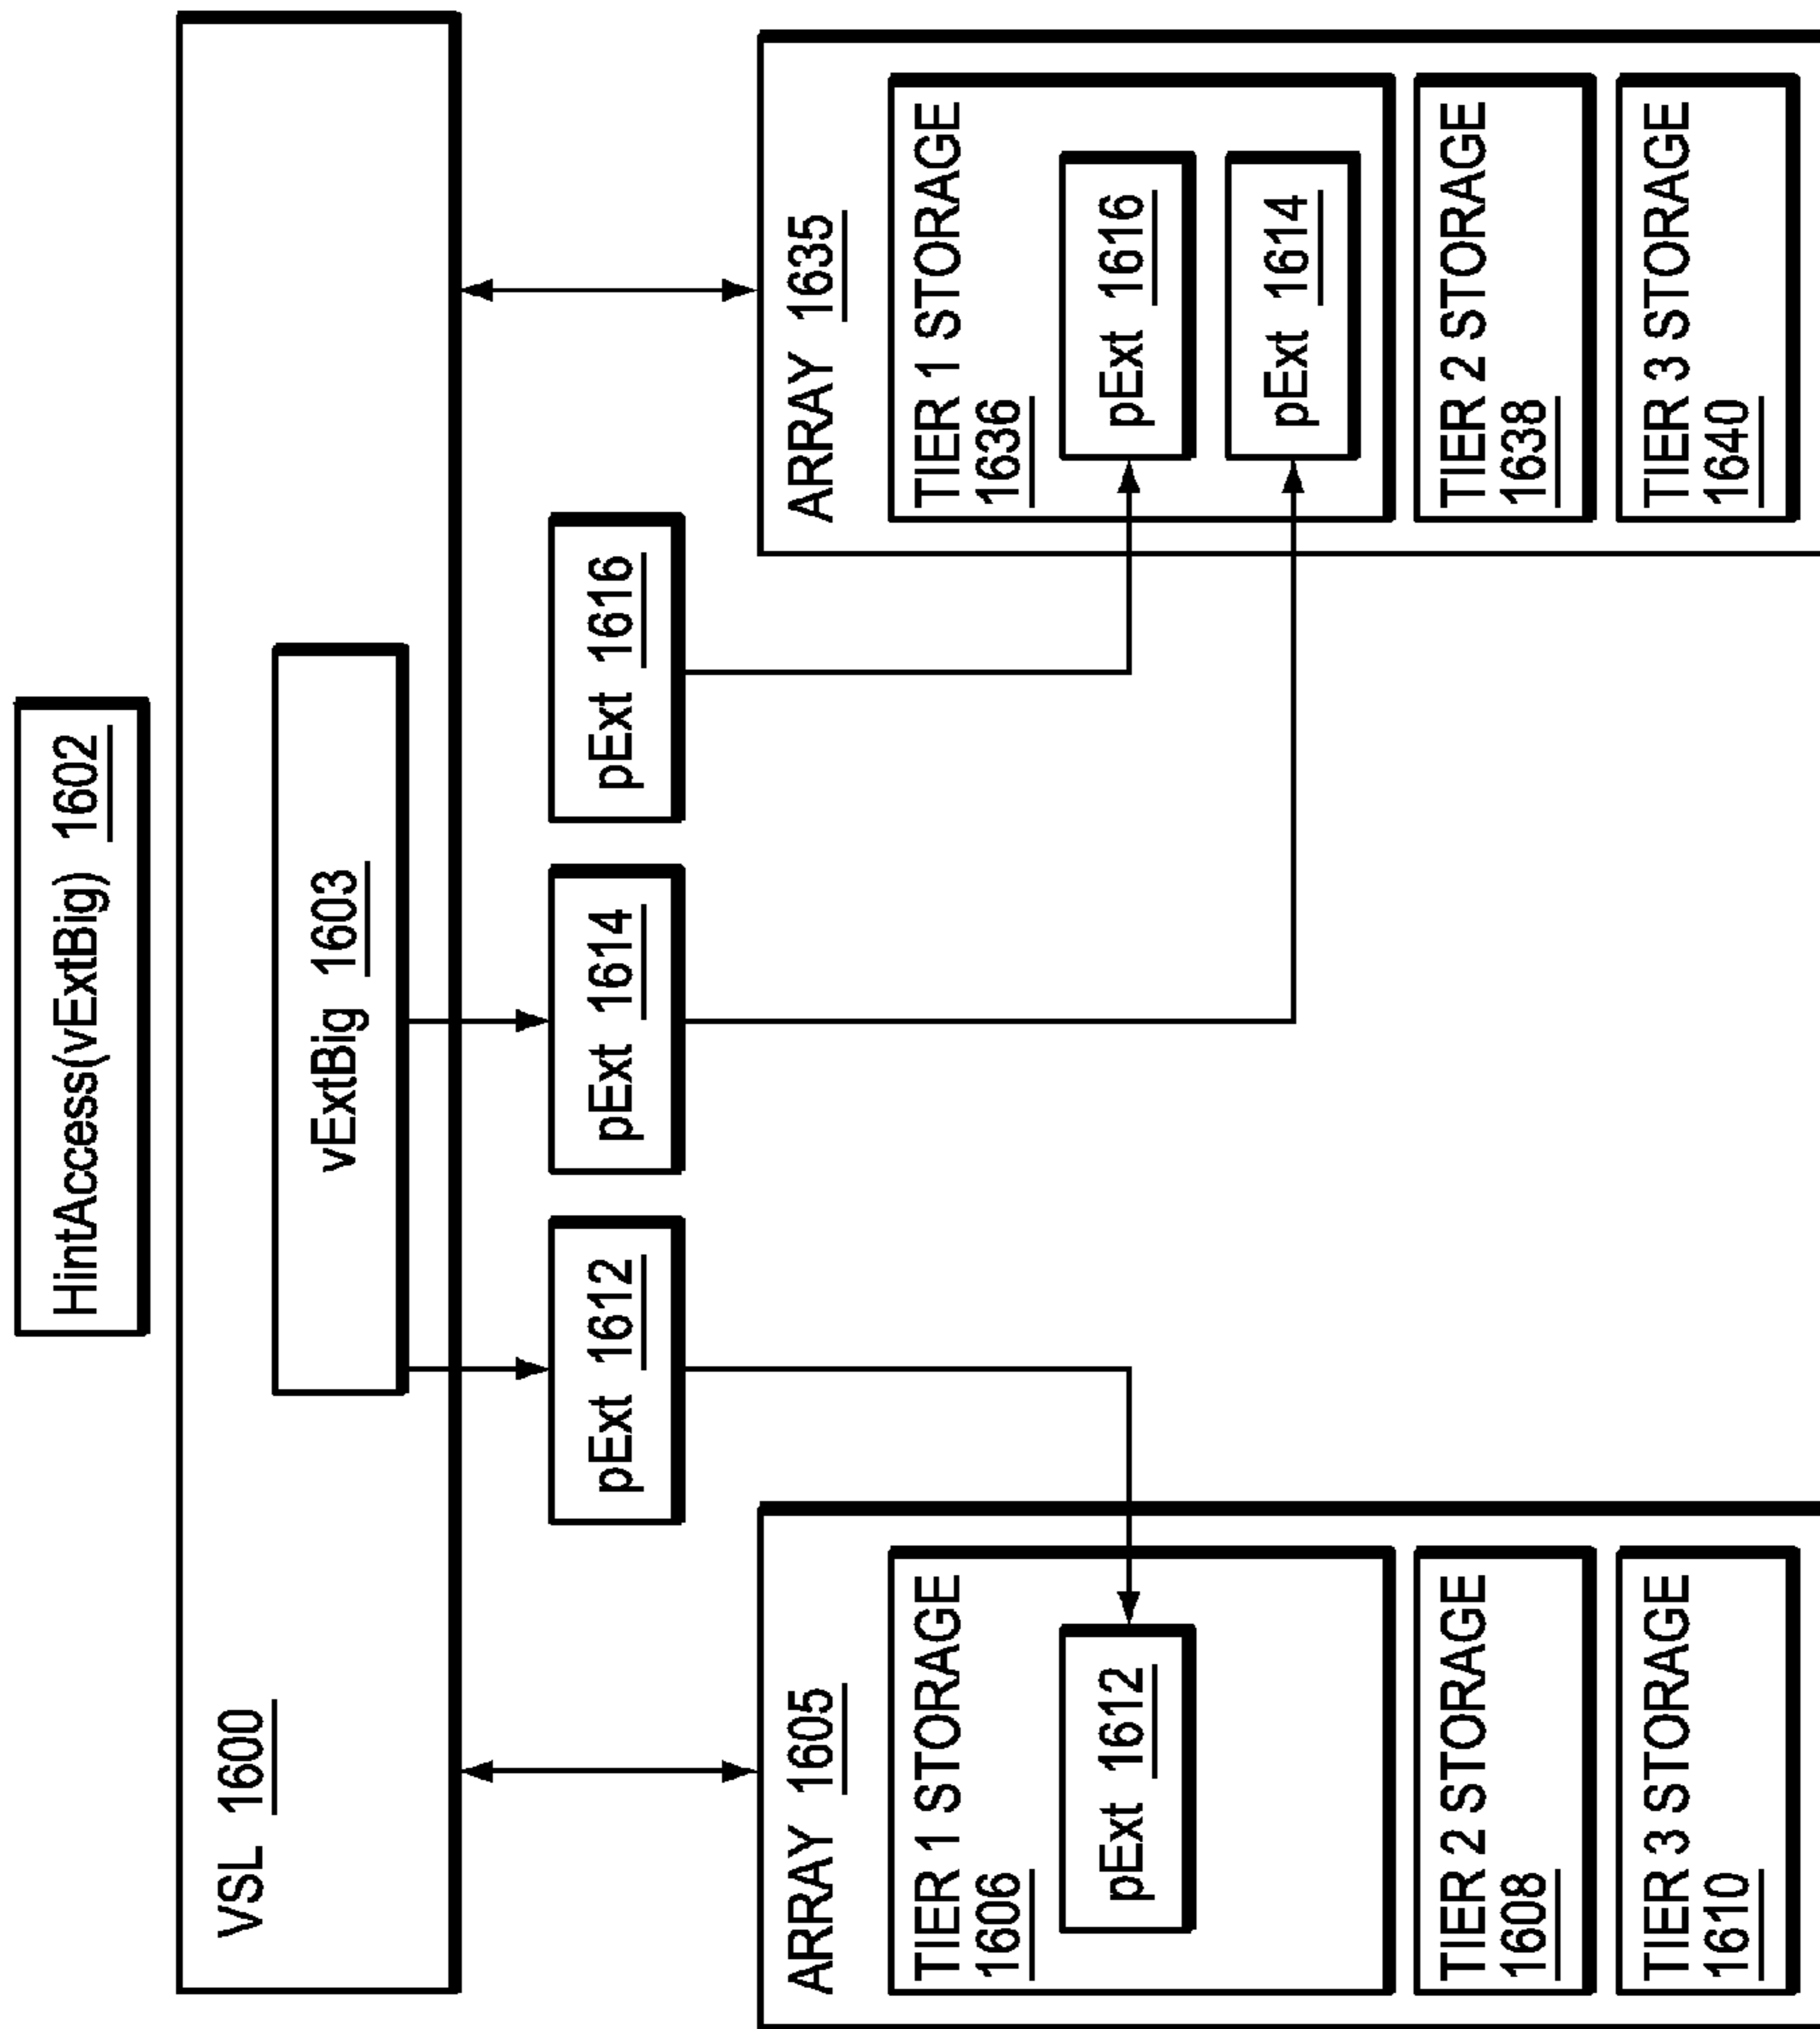 HintAccess(vExtBig) 1602
VSL 1600
vExtBig 1603
pExt 1612
pExt 1614
pExt 1616
ARRAY 1605
TIER 1 STORAGE
1606
pExt 1612
TIER 2 STORAGE
1608
TIER 3 STORAGE
1610
ARRAY 1635
TIER 1 STORAGE
1636
pExt 1616
pExt 1614
TIER 2 STORAGE
1638
TIER 3 STORAGE
1640